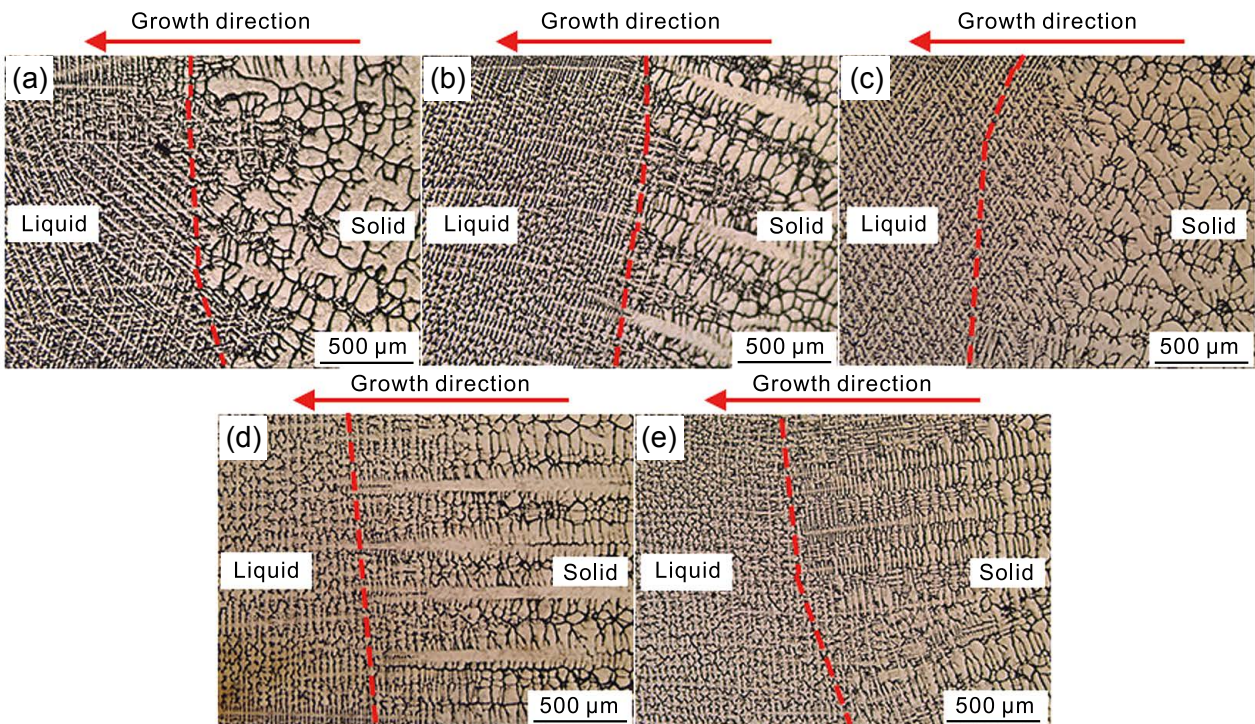 Growth direction
Growth direction
Growth direction
(a)
(b)
(c)
Liquid
Solid
Liquid
Solid
Liquid
Solid
500 μm
500 μm
500 μm
Growth direction
Growth direction
(d)
(e)
Liquid
Solid
Liquid
Solid
500 μm
500 μm